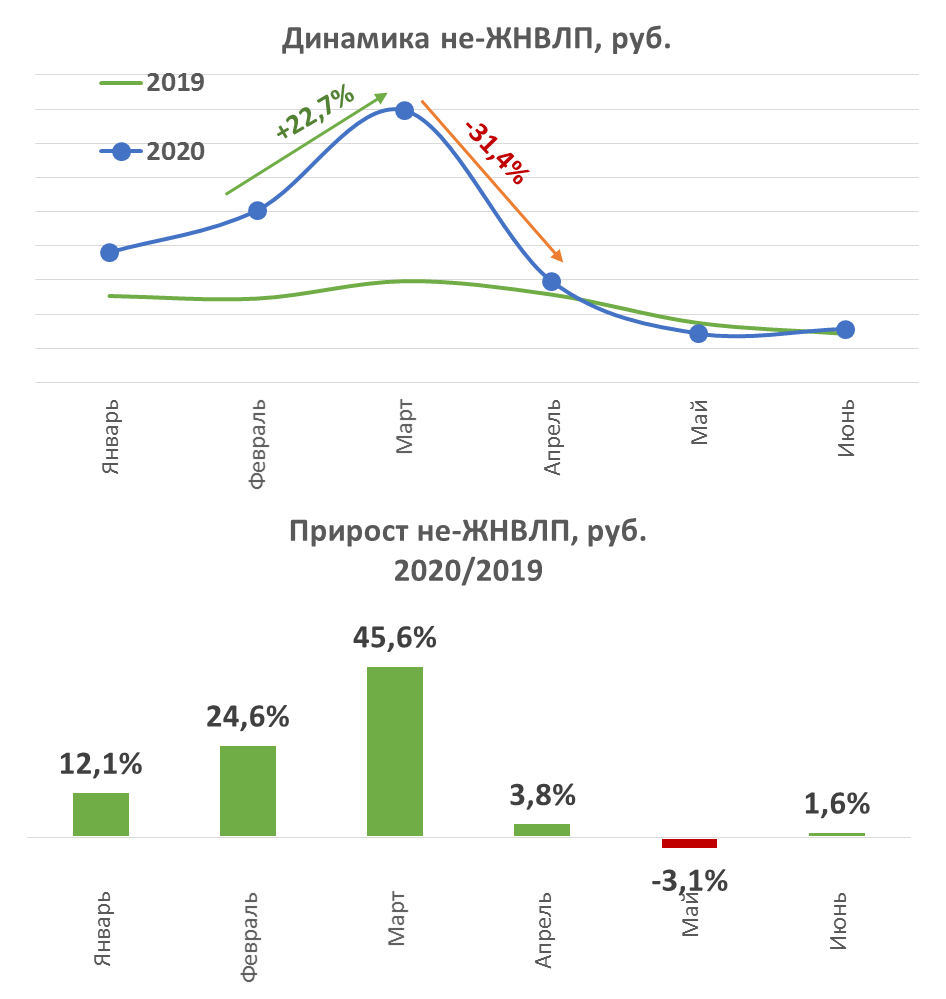 Динамика не-ЖНВЛП, руб.
2019
2020
+22,7%
-31,4%
Январь
Февраль
Март
Апрель
Май
Июнь
Прирост не-ЖНВЛП, руб.
2020/2019
12,1%
24,6%
45,6%
3,8%
-3,1%
1,6%
Январь
Февраль
Март
Апрель
Май
Июнь